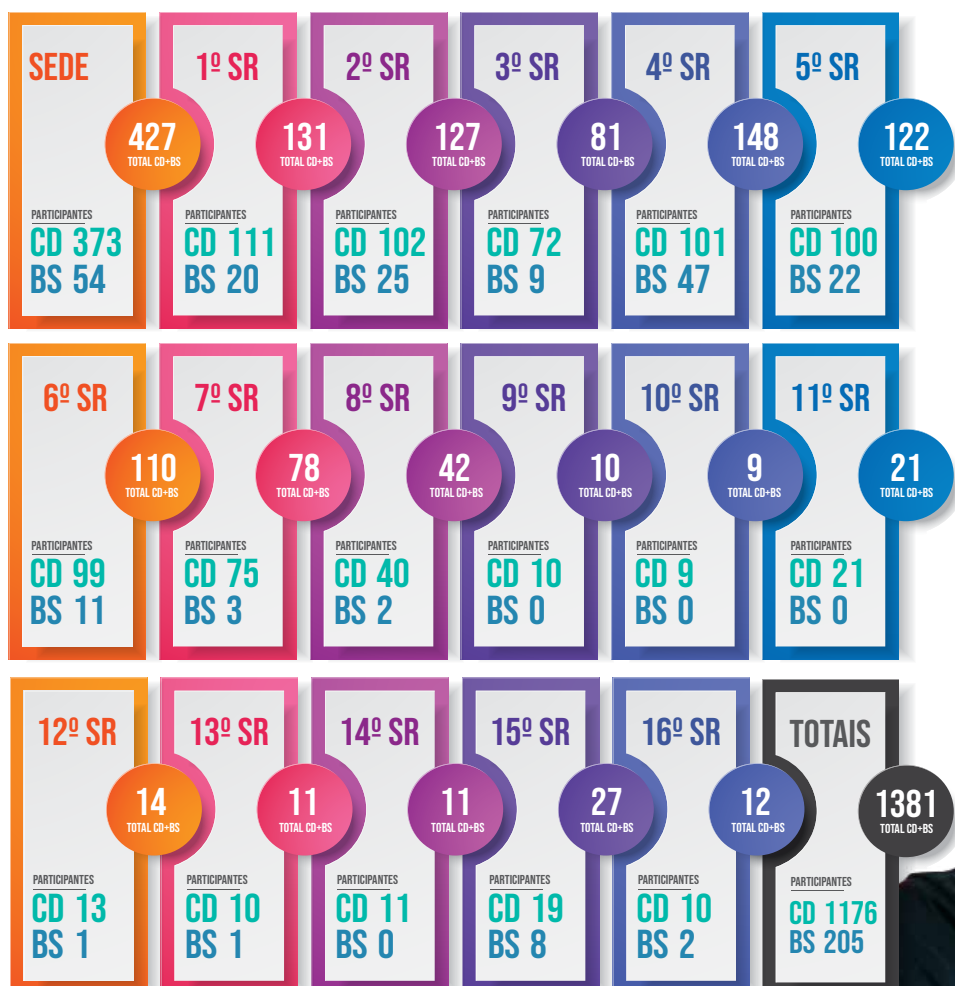 SEDE
427
TOTAL CD+BS
PARTICIPANTES
CD 373
BS 54
1º SR
131
TOTAL CD+BS
PARTICIPANTES
CD 111
BS 20
2º SR
127
TOTAL CD+BS
PARTICIPANTES
CD 102
BS 25
3º SR
81
TOTAL CD+BS
PARTICIPANTES
CD 72
BS 9
4º SR
148
TOTAL CD+BS
PARTICIPANTES
CD 101
BS 47
5º SR
122
TOTAL CD+BS
PARTICIPANTES
CD 100
BS 22
6º SR
110
TOTAL CD+BS
PARTICIPANTES
CD 99
BS 11
7º SR
78
TOTAL CD+BS
PARTICIPANTES
CD 75
BS 3
8º SR
42
TOTAL CD+BS
PARTICIPANTES
CD 40
BS 2
9º SR
10
TOTAL CD+BS
PARTICIPANTES
CD 10
BS 0
10º SR
9
TOTAL CD+BS
PARTICIPANTES
CD 9
BS 0
11º SR
21
TOTAL CD+BS
PARTICIPANTES
CD 21
BS 0
12º SR
14
TOTAL CD+BS
PARTICIPANTES
CD 13
BS 1
13º SR
11
TOTAL CD+BS
PARTICIPANTES
CD 10
BS 1
14º SR
11
TOTAL CD+BS
PARTICIPANTES
CD 11
BS 0
15º SR
27
TOTAL CD+BS
PARTICIPANTES
CD 19
BS 8
16º SR
12
TOTAL CD+BS
PARTICIPANTES
CD 10
BS 2
TOTAIS
1381
TOTAL CD+BS
PARTICIPANTES
CD 1176
BS 205